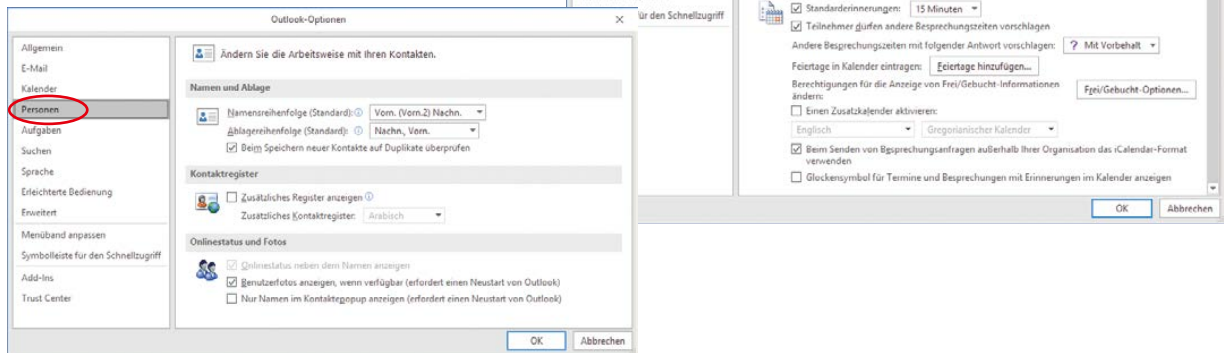 Outlook-Optionen
Allgemein
E-Mail
Kalender
Personen
Aufgaben
Suchen
Sprache
Erleichterte Bedienung
Erweitert
Menüband anpassen
Symbolleiste für den Schnellzugriff
Add-Ins
Trust Center
Ändern Sie die Arbeitsweise mit Ihren Kontakten.
Namen und Ablage
Namensreihenfolge (Standard): Vorn. (Vorn.2) Nachn.
Ablagereihenfolge (Standard): Nachn., Vorn.
Beim Speichern neuer Kontakte auf Duplikate überprüfen
Kontaktregister
Zusätzliches Register anzeigen
Zusätzliches Kontaktregister: Arabisch
Onlinestatus und Fotos
Onlinestatus neben dem Namen anzeigen
Benutzerfotos anzeigen, wenn verfügbar (erfordert einen Neustart von Outlook)
Nur Namen im Kontaktepopup anzeigen (erfordert einen Neustart von Outlook)
OK Abbrechen
für den Schnellzugriff
Standarderinnerungen: 15 Minuten
Teilnehmer dürfen andere Besprechungszeiten vorschlagen
Andere Besprechungszeiten mit folgender Antwort vorschlagen: ? Mit Vorbehalt
Feiertage in Kalender eintragen: Feiertage hinzufügen...
Berechtigungen für die Anzeige von Frei/Gebucht-Informationen
ändern: Frei/Gebucht-Optionen...
Einen Zusatzkalender aktivieren:
Englisch Gregorianischer Kalender
Beim Senden von Besprechungsanfragen außerhalb Ihrer Organisation das iCalendar-Format
verwenden
Glockensymbol für Termine und Besprechungen mit Erinnerungen im Kalender anzeigen
OK Abbrechen